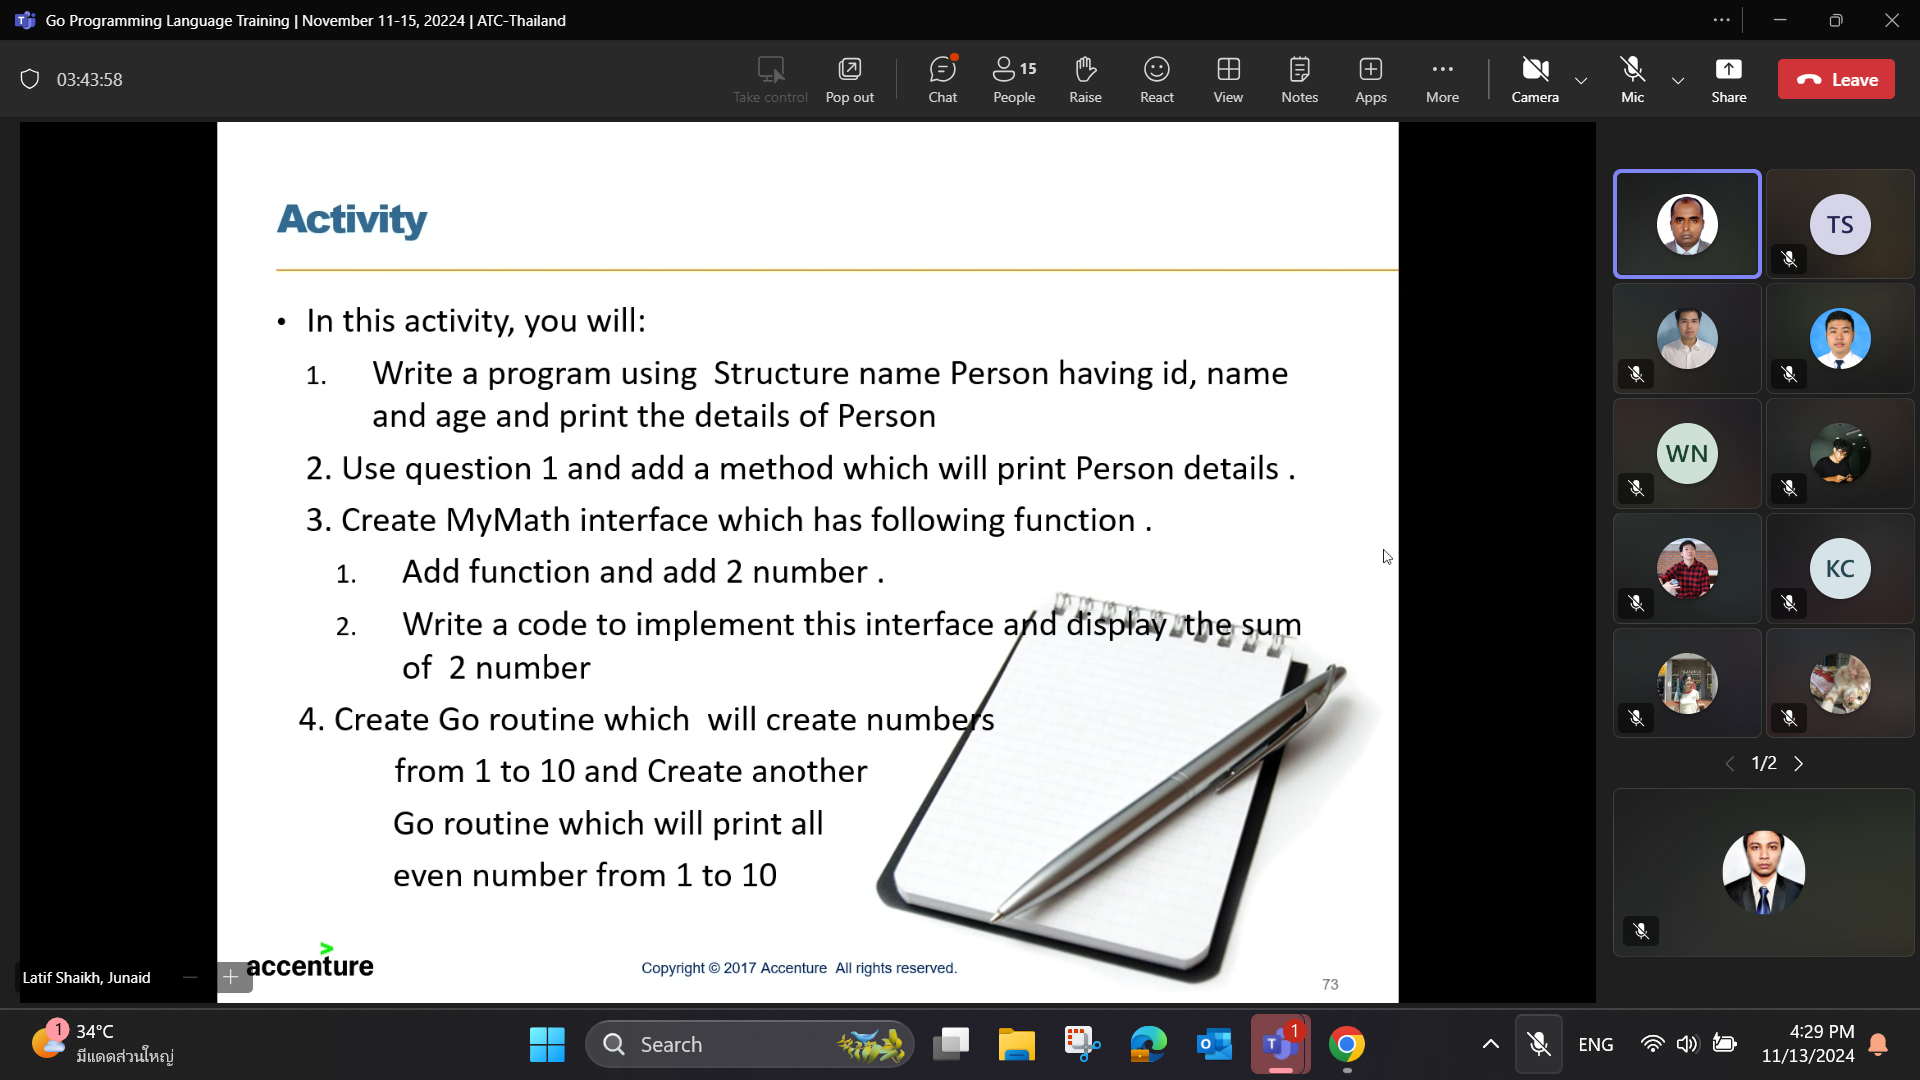 Go Programming Language Training | November 11-15, 20224 | ATC-Thailand
03:43:58
Take control
Pop out
Chat
15
People
Raise
React
View
Notes
Apps
More
Camera
Mic
Share
Leave
Activity
• In this activity, you will:
1. Write a program using Structure name Person having id, name
and age and print the details of Person
2. Use question 1 and add a method which will print Person details .
3. Create MyMath interface which has following function .
1. Add function and add 2 number .
2. Write a code to implement this interface and display the sum
of 2 number
4. Create Go routine which will create numbers
from 1 to 10 and Create another
Go routine which will print all
even number from 1 to 10
accenture
Copyright © 2017 Accenture All rights reserved.
73
Latif Shaikh, Junaid
TS
WN
KC
1/2
1
34°C
มีแดดส่วนใหญ่
Search
1
ENG
4:29 PM
11/13/2024